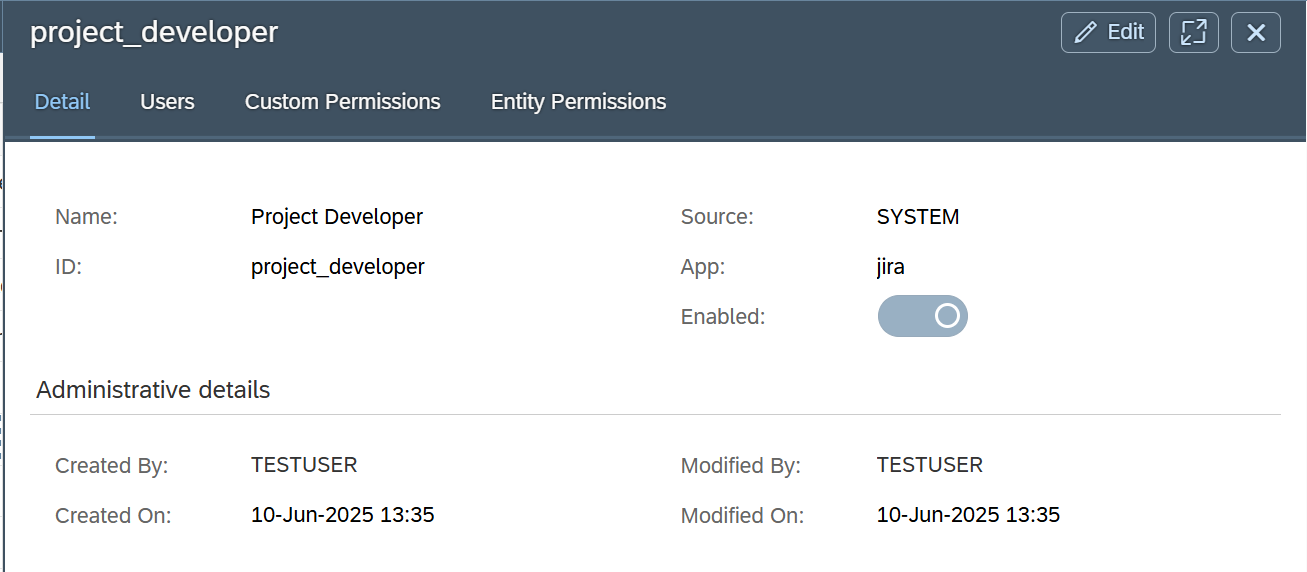 project_developer
Edit
Detail Users Custom Permissions Entity Permissions
Name: Project Developer Source: SYSTEM
ID: project_developer App: jira
Enabled:
Administrative details
Created By: TESTUSER Modified By: TESTUSER
Created On: 10-Jun-2025 13:35 Modified On: 10-Jun-2025 13:35